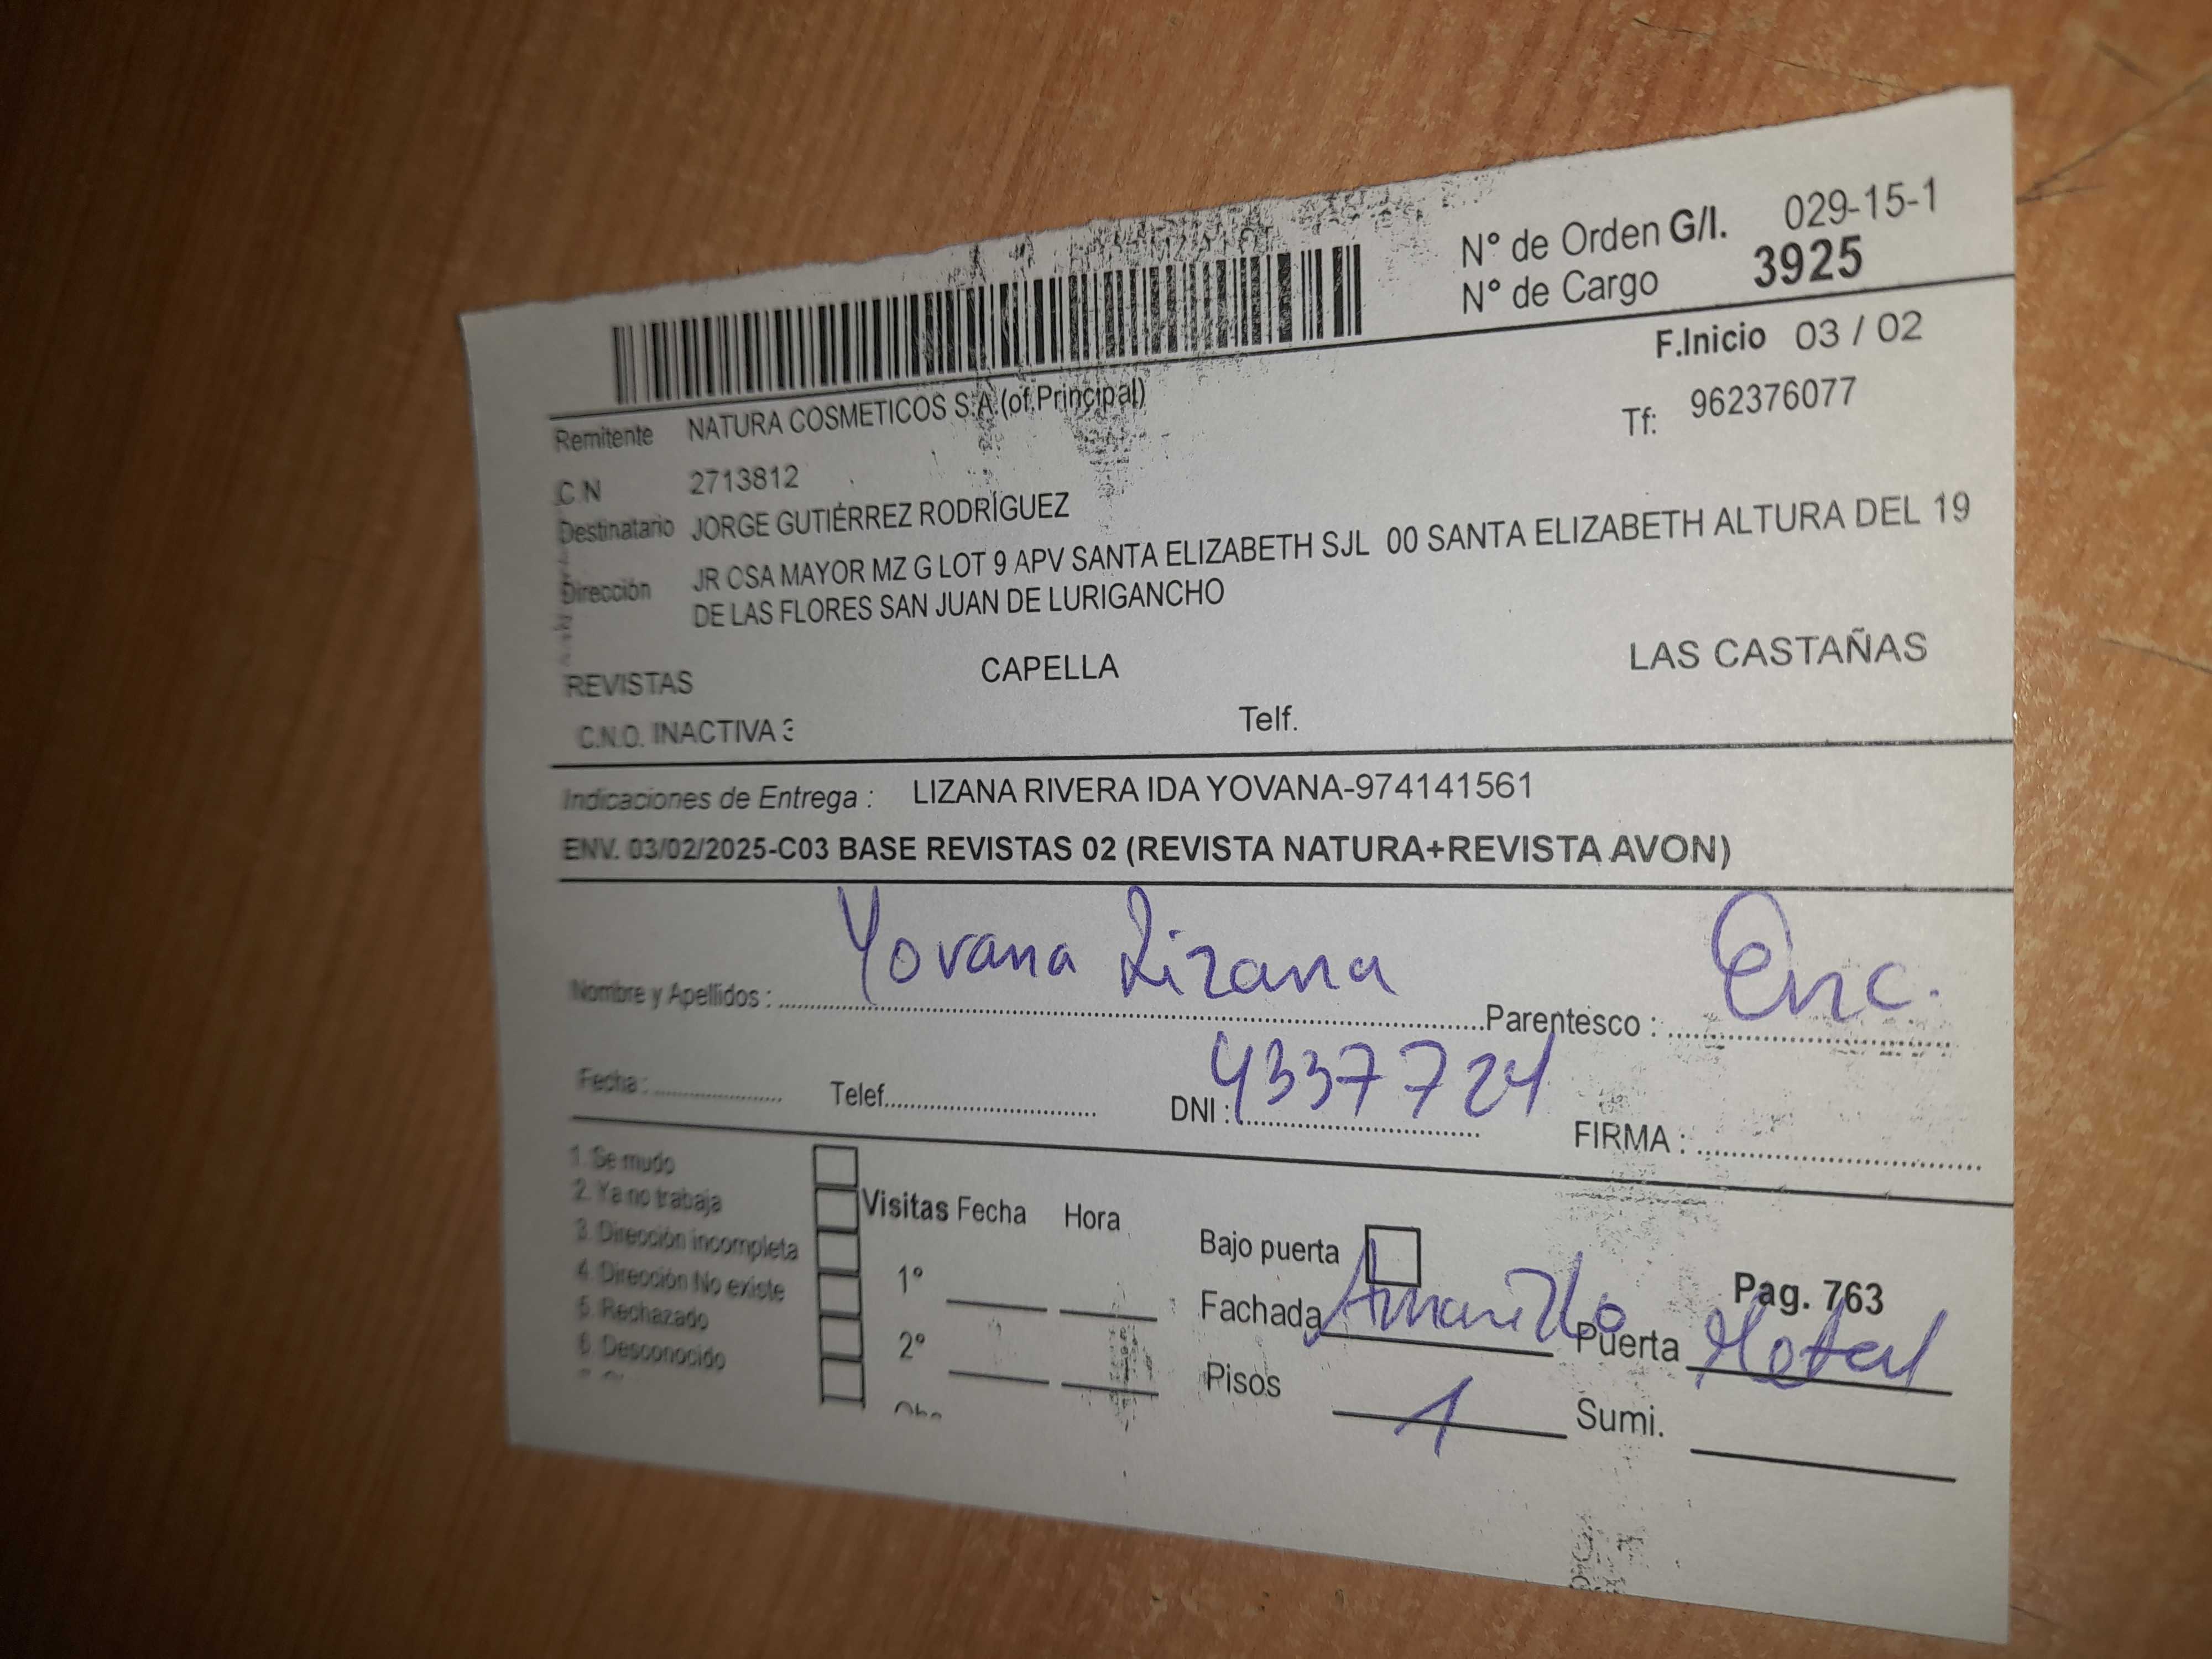 N° de Orden G/I. 029-15-1
N° de Cargo 3925
F.Inicio 03 / 02
Remitente NATURA COSMETICOS S.A.(of.Principal)
Tf: 962376077
C N 2713812
Destinatario JORGE GUTIÉRREZ RODRÍGUEZ
Dirección JR OSA MAYOR MZ G LOT 9 APV SANTA ELIZABETH SJL 00 SANTA ELIZABETH ALTURA DEL 19
DE LAS FLORES SAN JUAN DE LURIGANCHO
REVISTAS CAPELLA LAS CASTAÑAS
C.N.O. INACTIVA 3 Telf.
Indicaciones de Entrega : LIZANA RIVERA IDA YOVANA-974141561
ENV. 03/02/2025-C03 BASE REVISTAS 02 (REVISTA NATURA+REVISTA AVON)
Nombre y Apellidos : Yovana Lizana Parentesco : Enc.
Fecha : Telef. DNI : 4337724 FIRMA :
1. Se mudo
2. Ya no trabaja
3. Dirección incompleta
4. Dirección No existe
5. Rechazado
6. Desconocido
Visitas Fecha Hora
1°
2°
Bajo puerta
Pag. 763
Fachada Amarillo Puerta Metal
Pisos 1 Sumi.